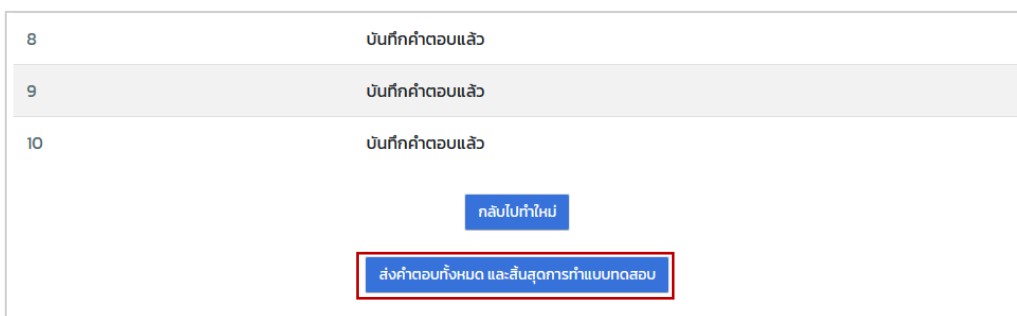 8 บันทึกคำตอบแล้ว
9 บันทึกคำตอบแล้ว
10 บันทึกคำตอบแล้ว
กลับไปทำใหม่
ส่งคำตอบทั้งหมด และสิ้นสุดการทำแบบทดสอบ